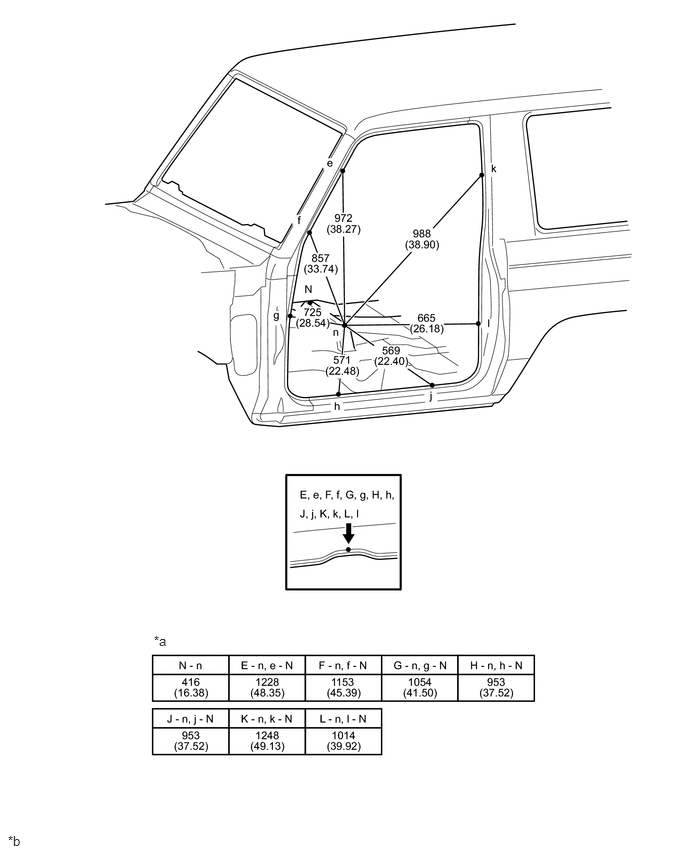 e
k
f
972
(38.27)
988
(38.90)
857
(33.74)
N
g
725
(28.54)
n
665
(26.18)
l
569
(22.40)
571
(22.48)
h
j
E, e, F, f, G, g, H, h,
J, j, K, k, L, l
*a
N - n E - n, e - N F - n, f - N G - n, g - N H - n, h - N
416 1228 1153 1054 953
(16.38) (48.35) (45.39) (41.50) (37.52)
J - n, j - N K - n, k - N L - n, l - N
953 1248 1014
(37.52) (49.13) (39.92)
*b